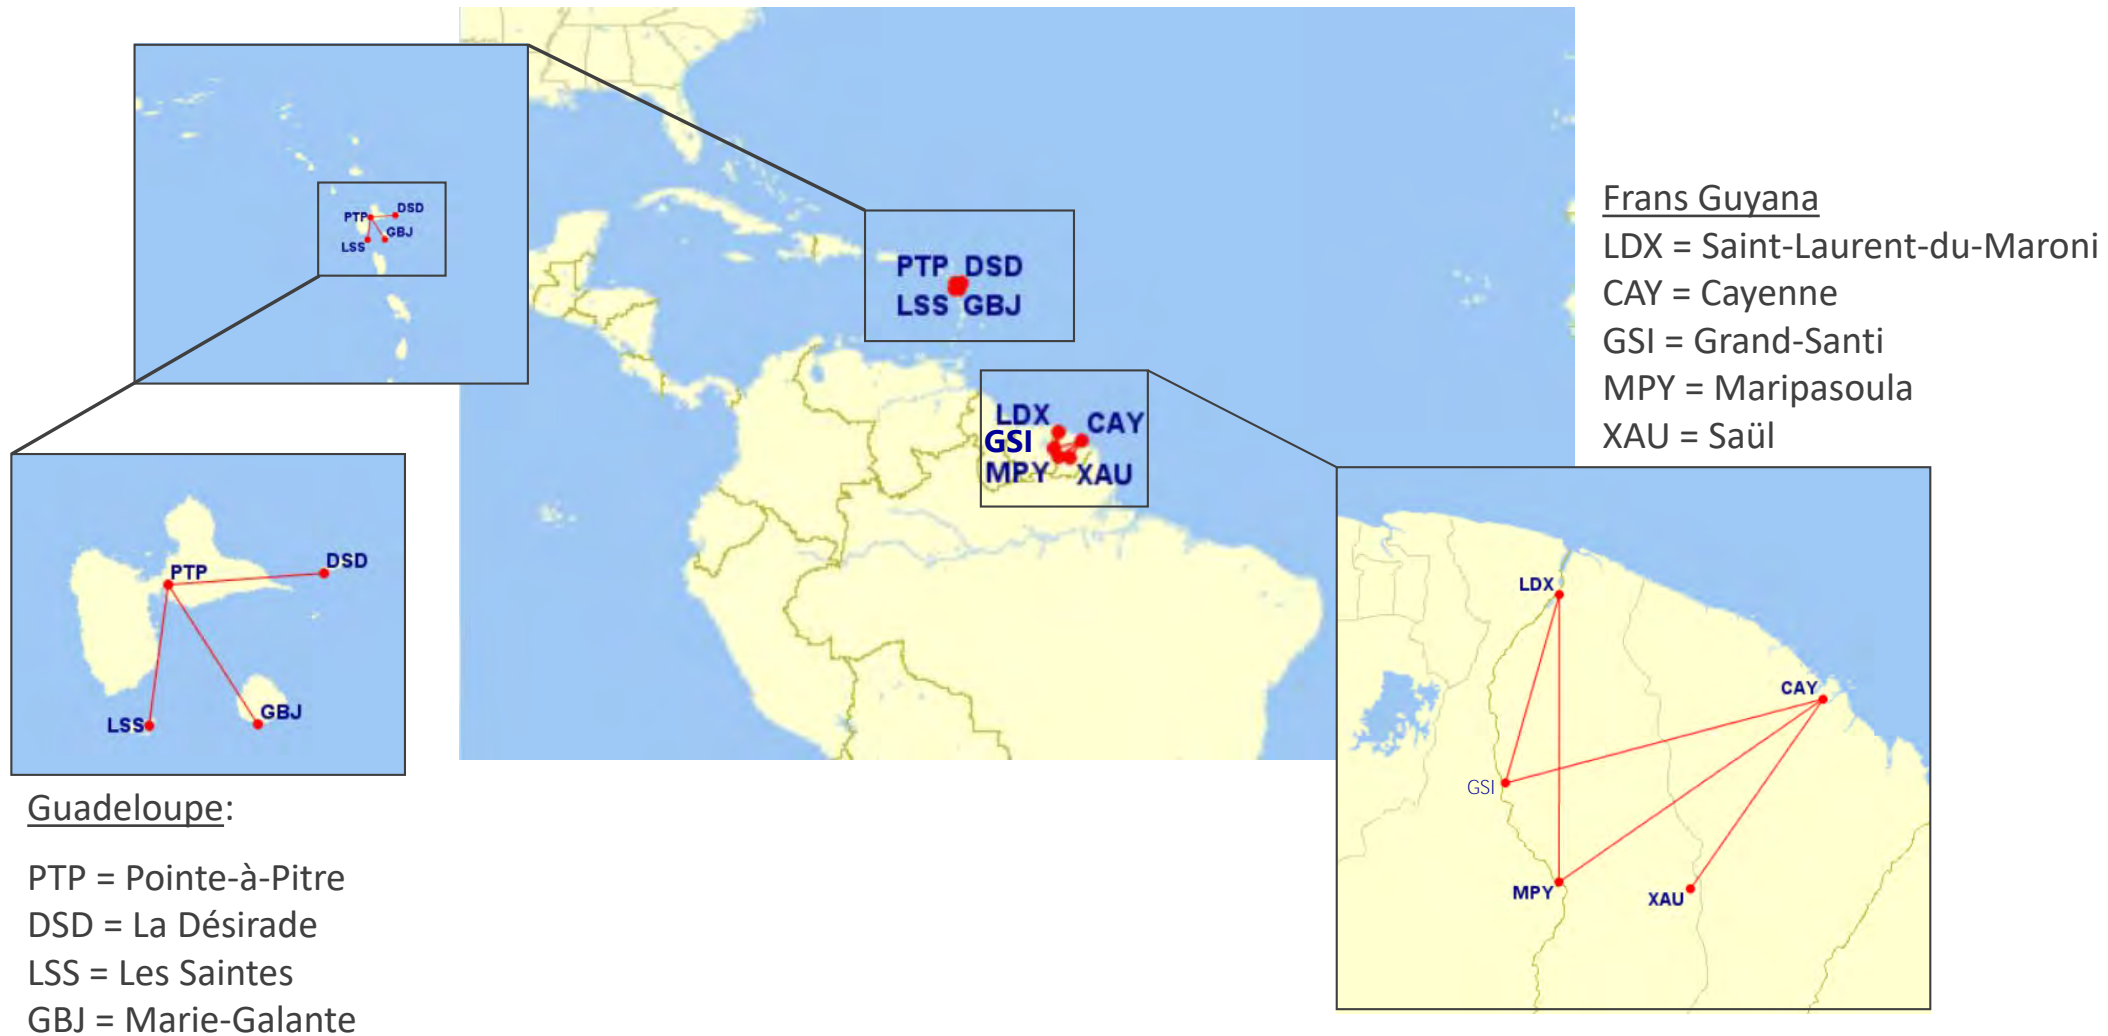 PTP DSD
LSS GBJ
PTP DSD
LSS GBJ
LDX CAY
GSI
MPY XAU
Frans Guyana
LDX = Saint-Laurent-du-Maroni
CAY = Cayenne
GSI = Grand-Santi
MPY = Maripasoula
XAU = Saül
PTP DSD
LSS GBJ
LDX
CAY
GSI
MPY XAU
Guadeloupe:
PTP = Pointe-à-Pitre
DSD = La Désirade
LSS = Les Saintes
GBJ = Marie-Galante